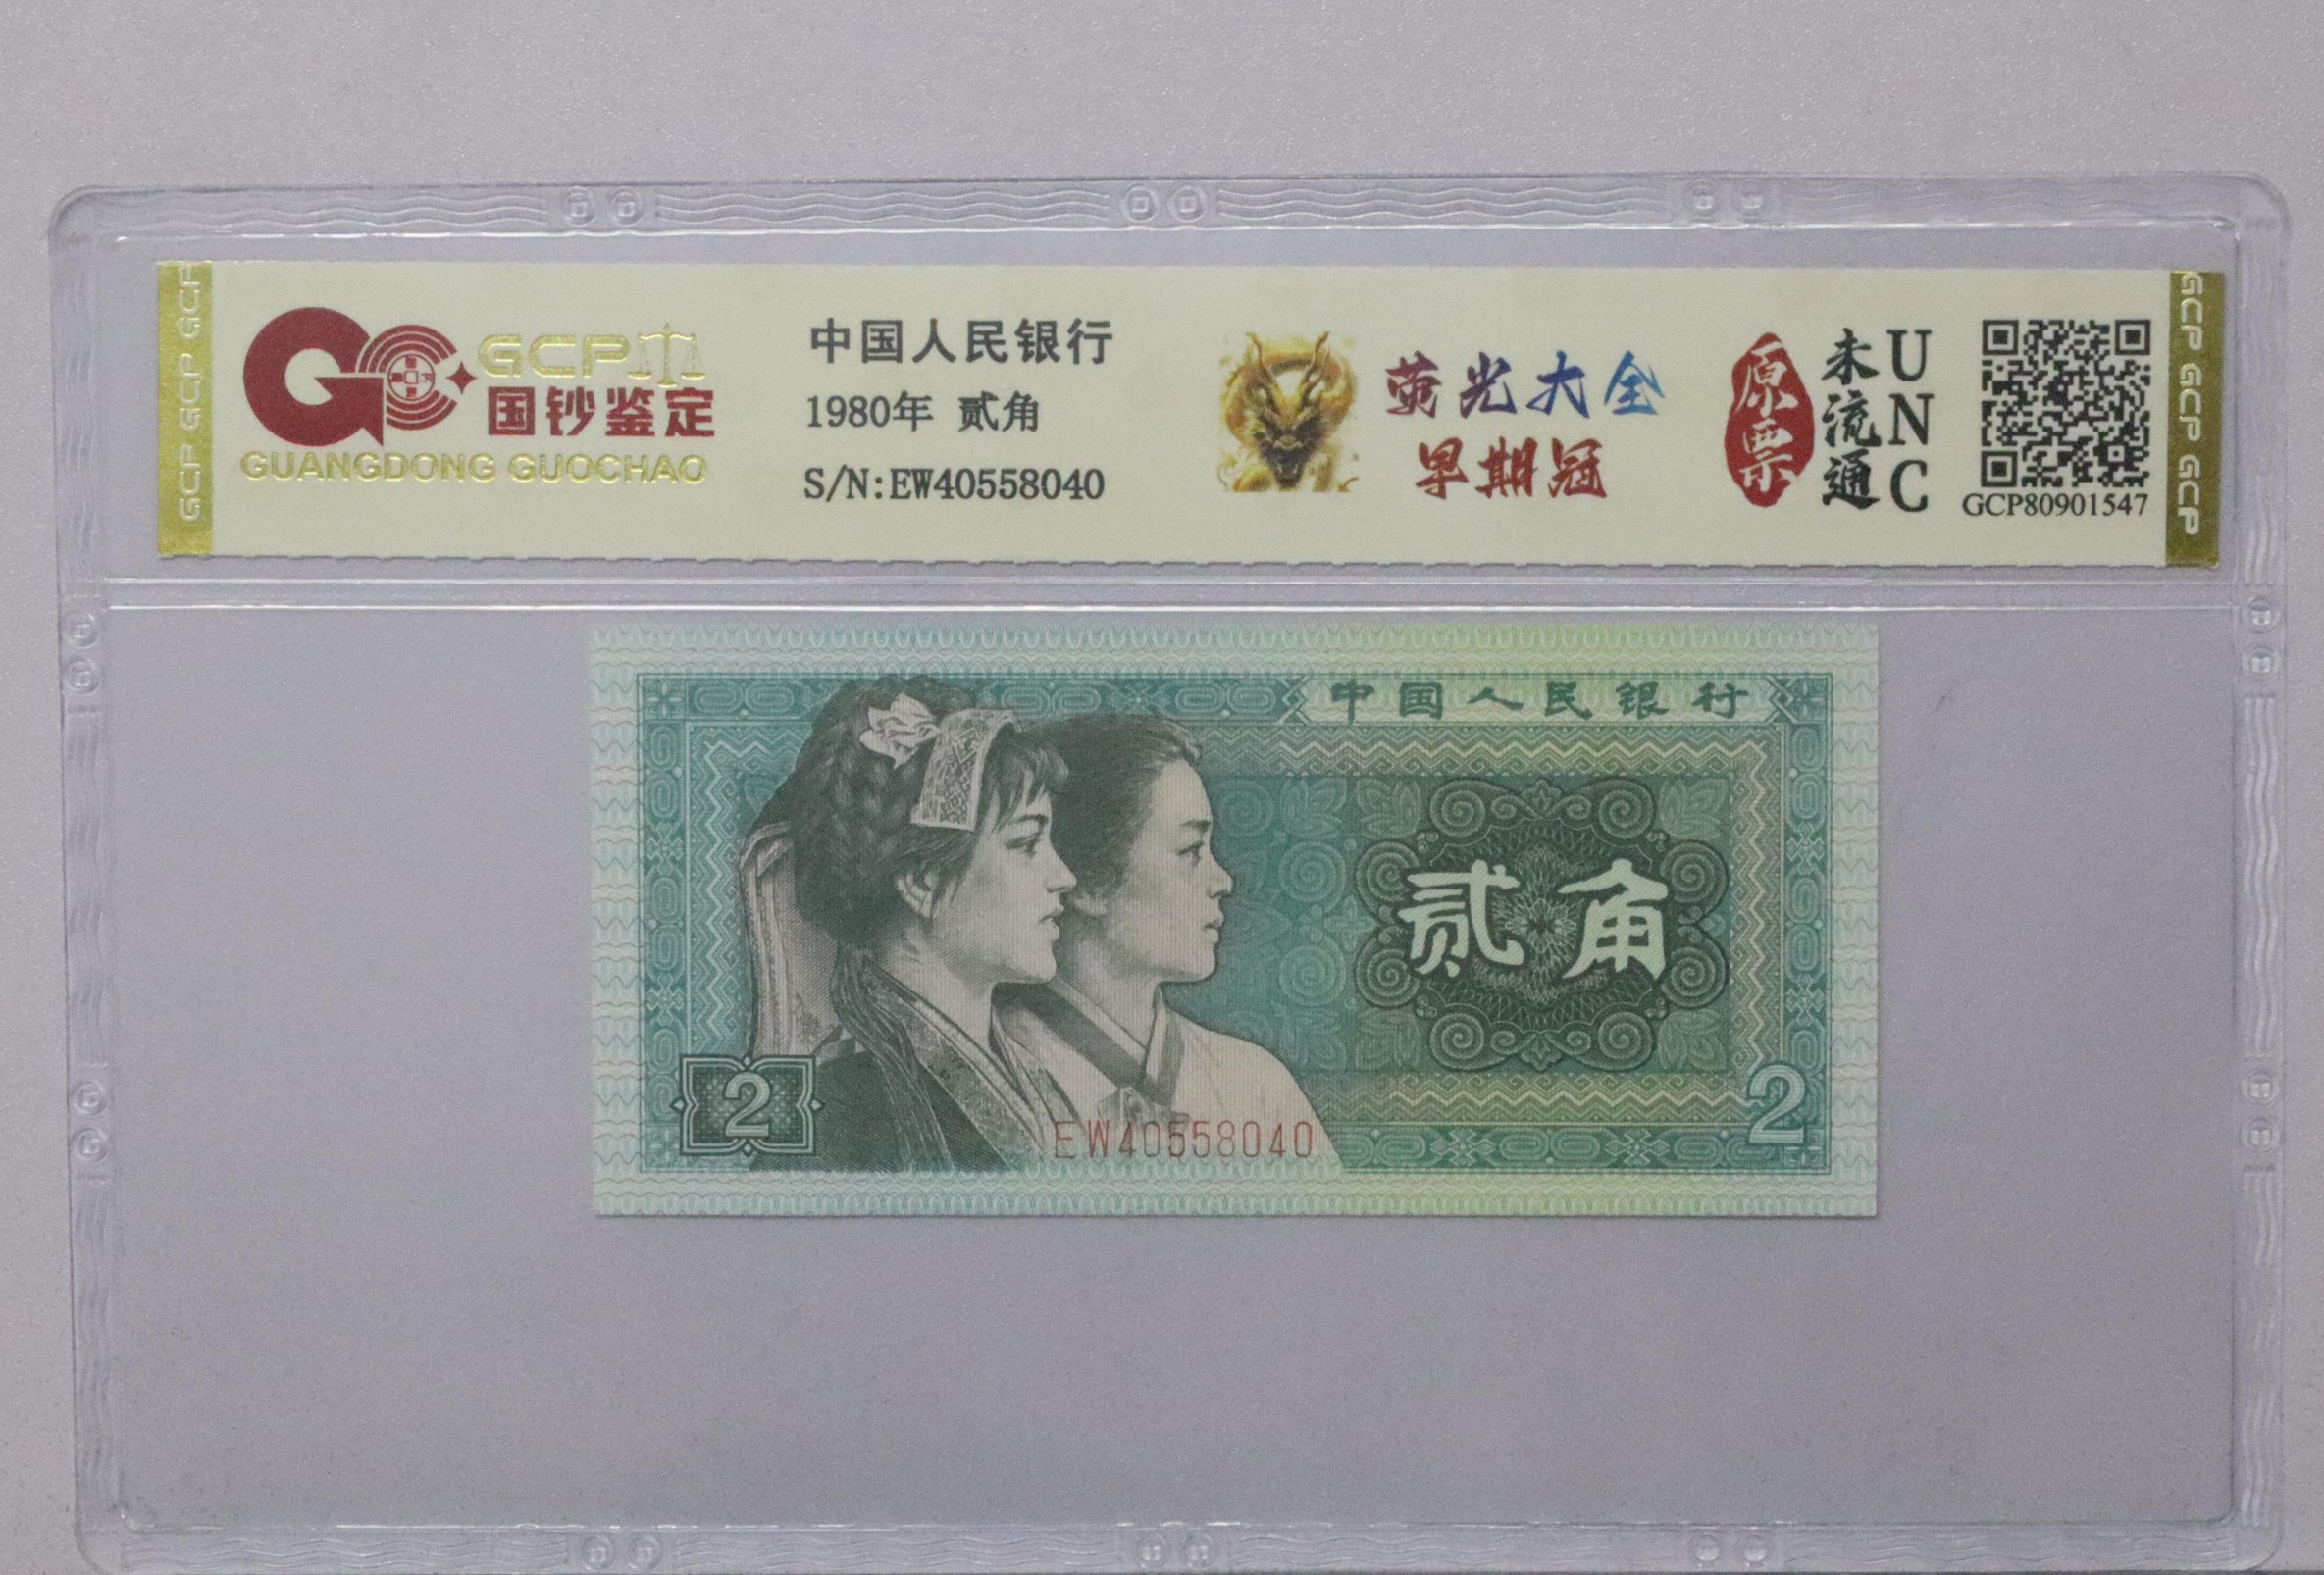 GCP GCP GCP
GCP
国钞鉴定
GUANGDONG GUOCHAO
中国人民银行
1980年 贰角
S/N:EW40558040
荧光大全
早期冠
原票
未流通
UNC
GCP80901547
GCP GCP GCP
中国人民银行
贰角
2
EW40558040
2